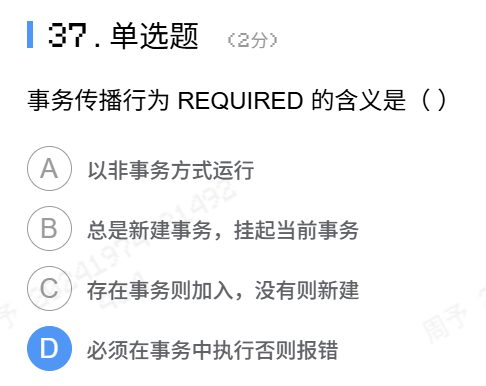 37.单选题 (2分)
事务传播行为 REQUIRED 的含义是（ ）
A 以非事务方式运行
B 总是新建事务，挂起当前事务
C 存在事务则加入，没有则新建
D 必须在事务中执行否则报错
周予